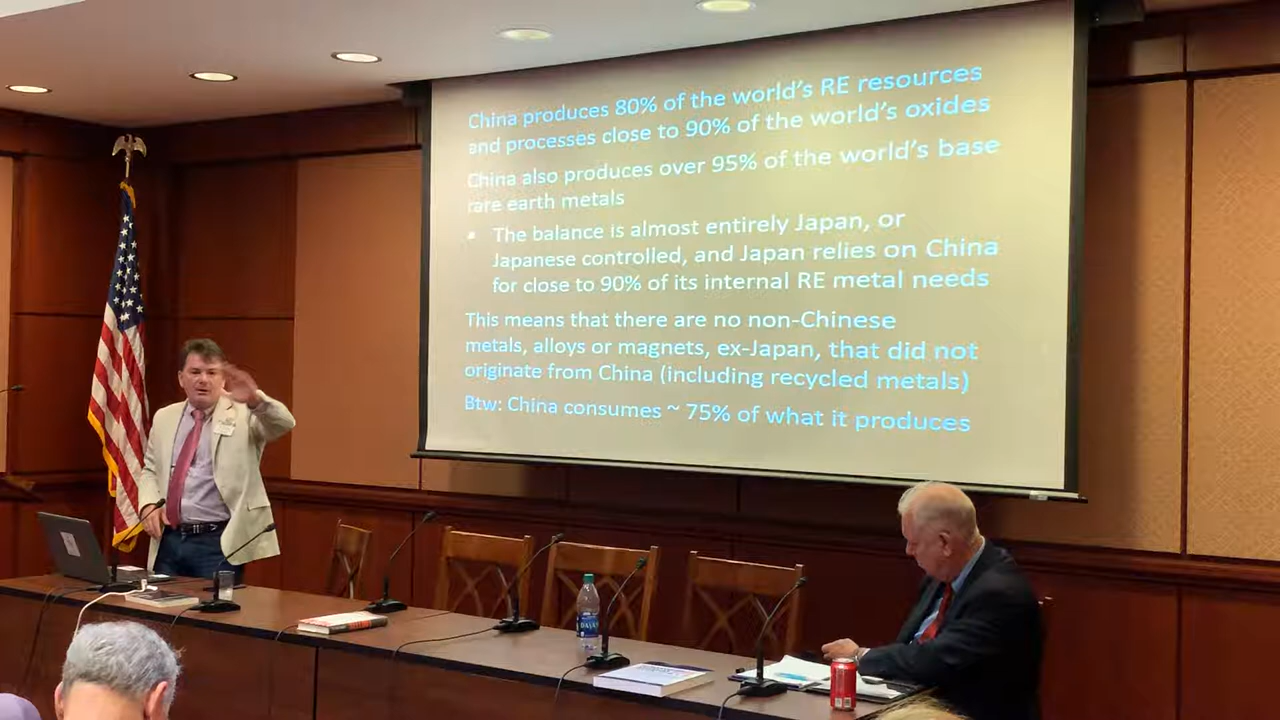 China produces 80% of the world's RE resources
and processes close to 90% of the world's oxides
China also produces over 95% of the world's base
rare earth metals
The balance is almost entirely Japan, or
Japanese controlled, and Japan relies on China
for close to 90% of its internal RE metal needs
This means that there are no non-Chinese
metals, alloys or magnets, ex-Japan, that did not
originate from China (including recycled metals)
Btw: China consumes ~ 75% of what it produces